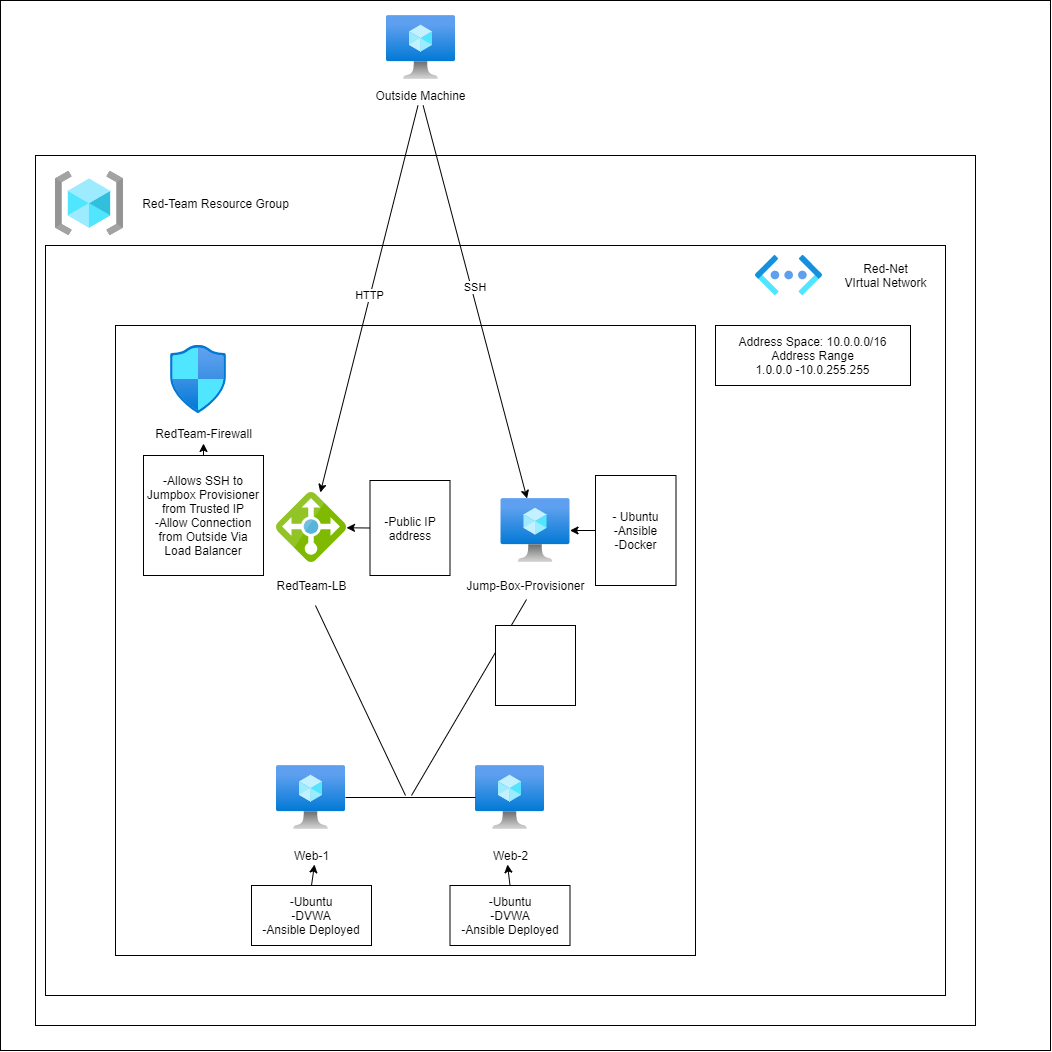 Outside Machine
Red-Team Resource Group
Red-Net
VIrtual Network
HTTP
SSH
Address Space: 10.0.0.0/16
Address Range
1.0.0.0 -10.0.255.255
RedTeam-Firewall
-Allows SSH to
Jumpbox Provisioner
from Trusted IP
-Allow Connection
from Outside Via
Load Balancer
-Public IP
address
- Ubuntu
-Ansible
-Docker
RedTeam-LB
Jump-Box-Provisioner
Web-1
Web-2
-Ubuntu
-DVWA
-Ansible Deployed
-Ubuntu
-DVWA
-Ansible Deployed